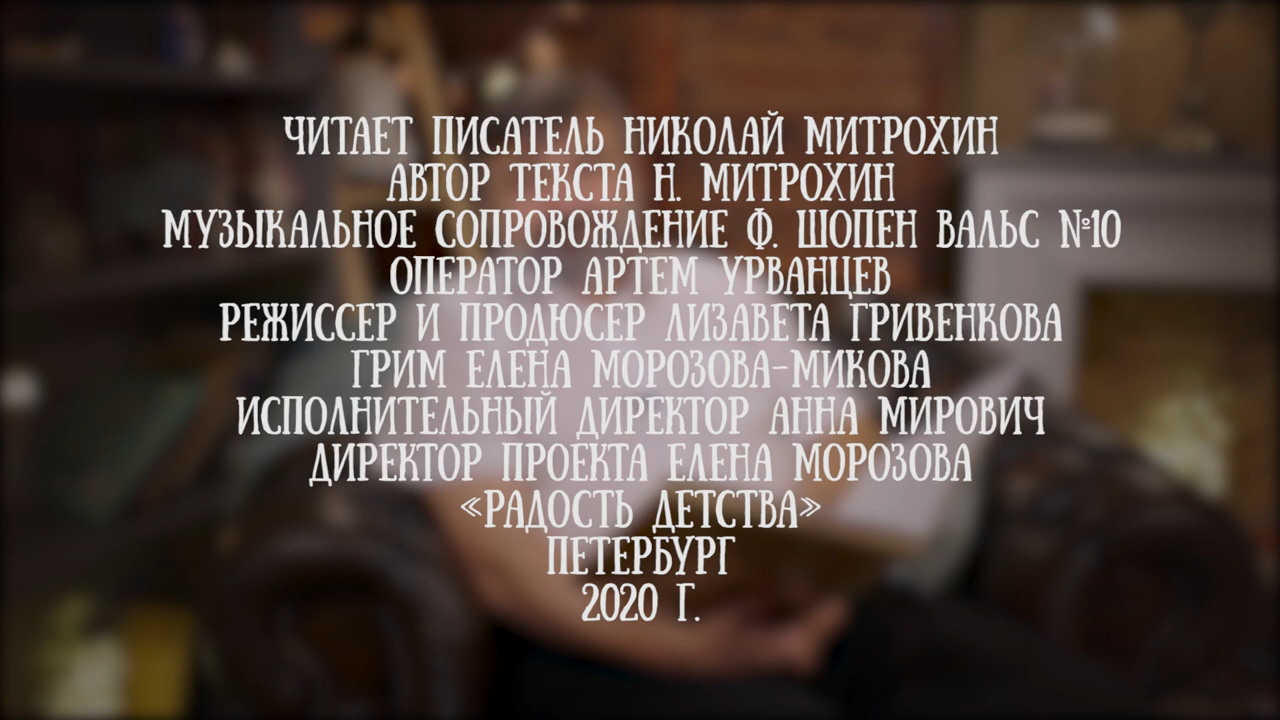 ЧИТАЕТ ПИСАТЕЛЬ НИКОЛАЙ МИТРОХИН
АВТОР ТЕКСТА Н. МИТРОХИН
МУЗЫКАЛЬНОЕ СОПРОВОЖДЕНИЕ Ф. ШОПЕН ВАЛЬС №10
ОПЕРАТОР АРТЕМ УРВАНЦЕВ
РЕЖИССЕР И ПРОДЮСЕР ЛИЗАВЕТА ГРИВЕНКОВА
ГРИМ ЕЛЕНА МОРОЗОВА-МИКОВА
ИСПОЛНИТЕЛЬНЫЙ ДИРЕКТОР АННА МИРОВИЧ
ДИРЕКТОР ПРОЕКТА ЕЛЕНА МОРОЗОВА
«РАДОСТЬ ДЕТСТВА»
ПЕТЕРБУРГ
2020 Г.